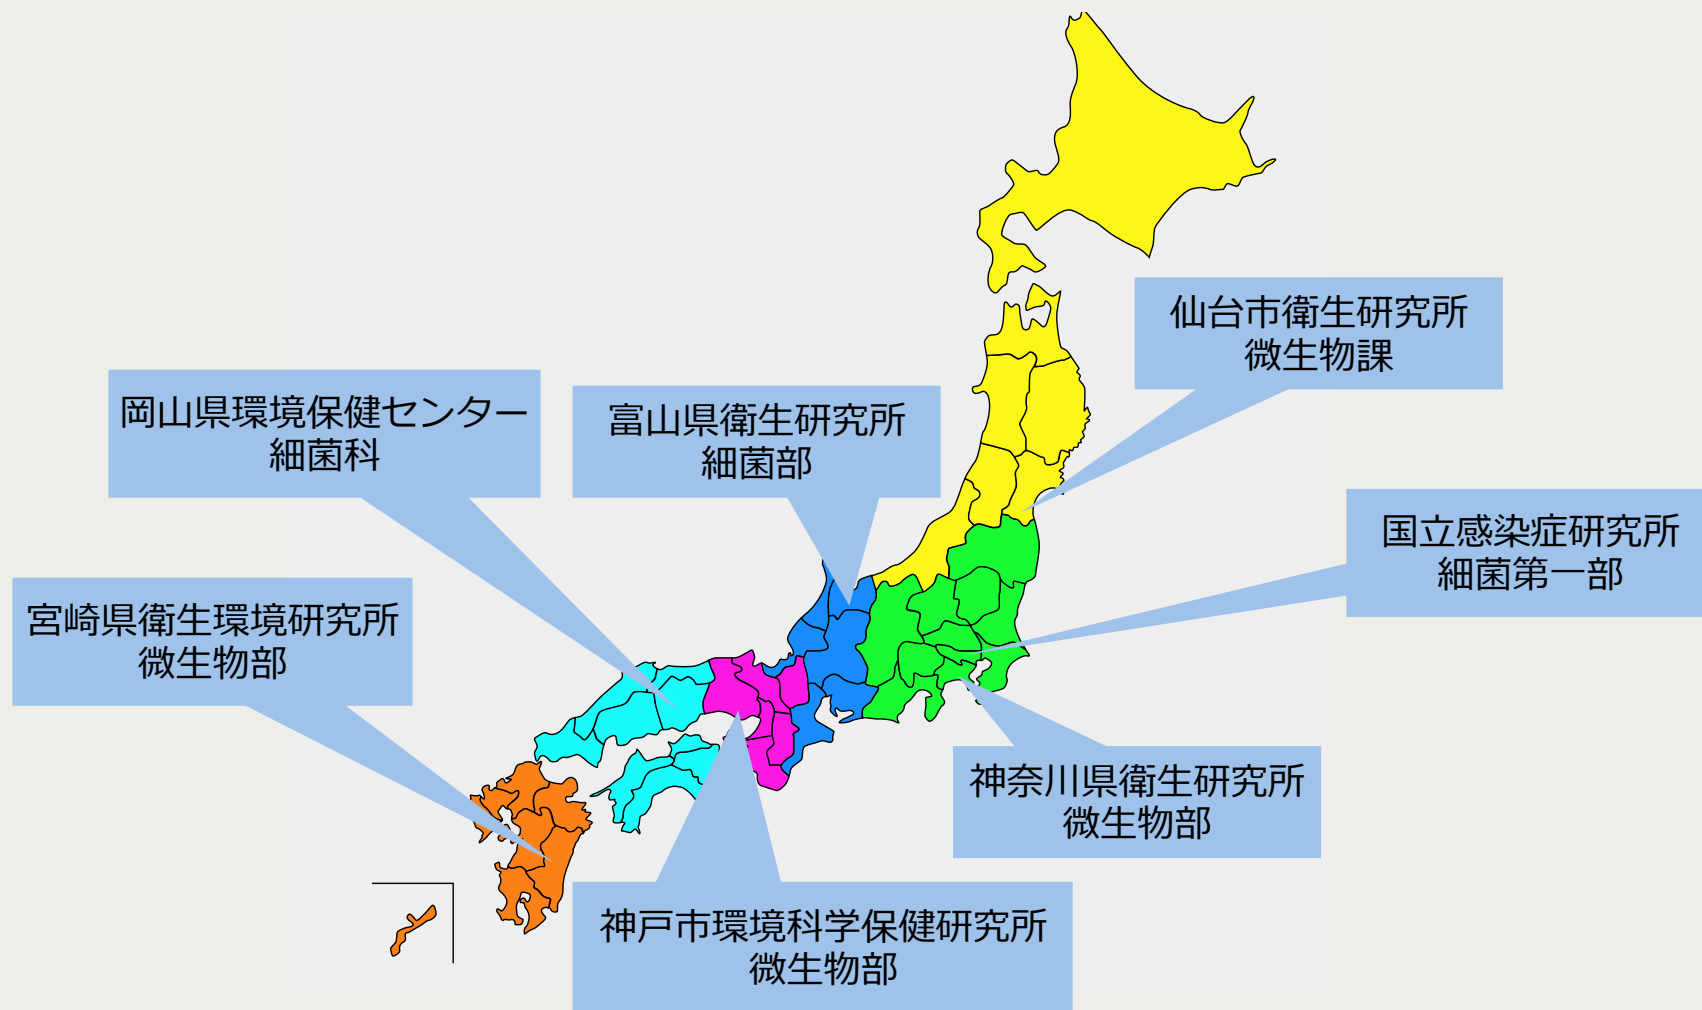 仙台市衛生研究所
微生物課
岡山県環境保健センター
細菌科
富山県衛生研究所
細菌部
国立感染症研究所
細菌第一部
宮崎県衛生環境研究所
微生物部
神奈川県衛生研究所
微生物部
神戸市環境科学保健研究所
微生物部